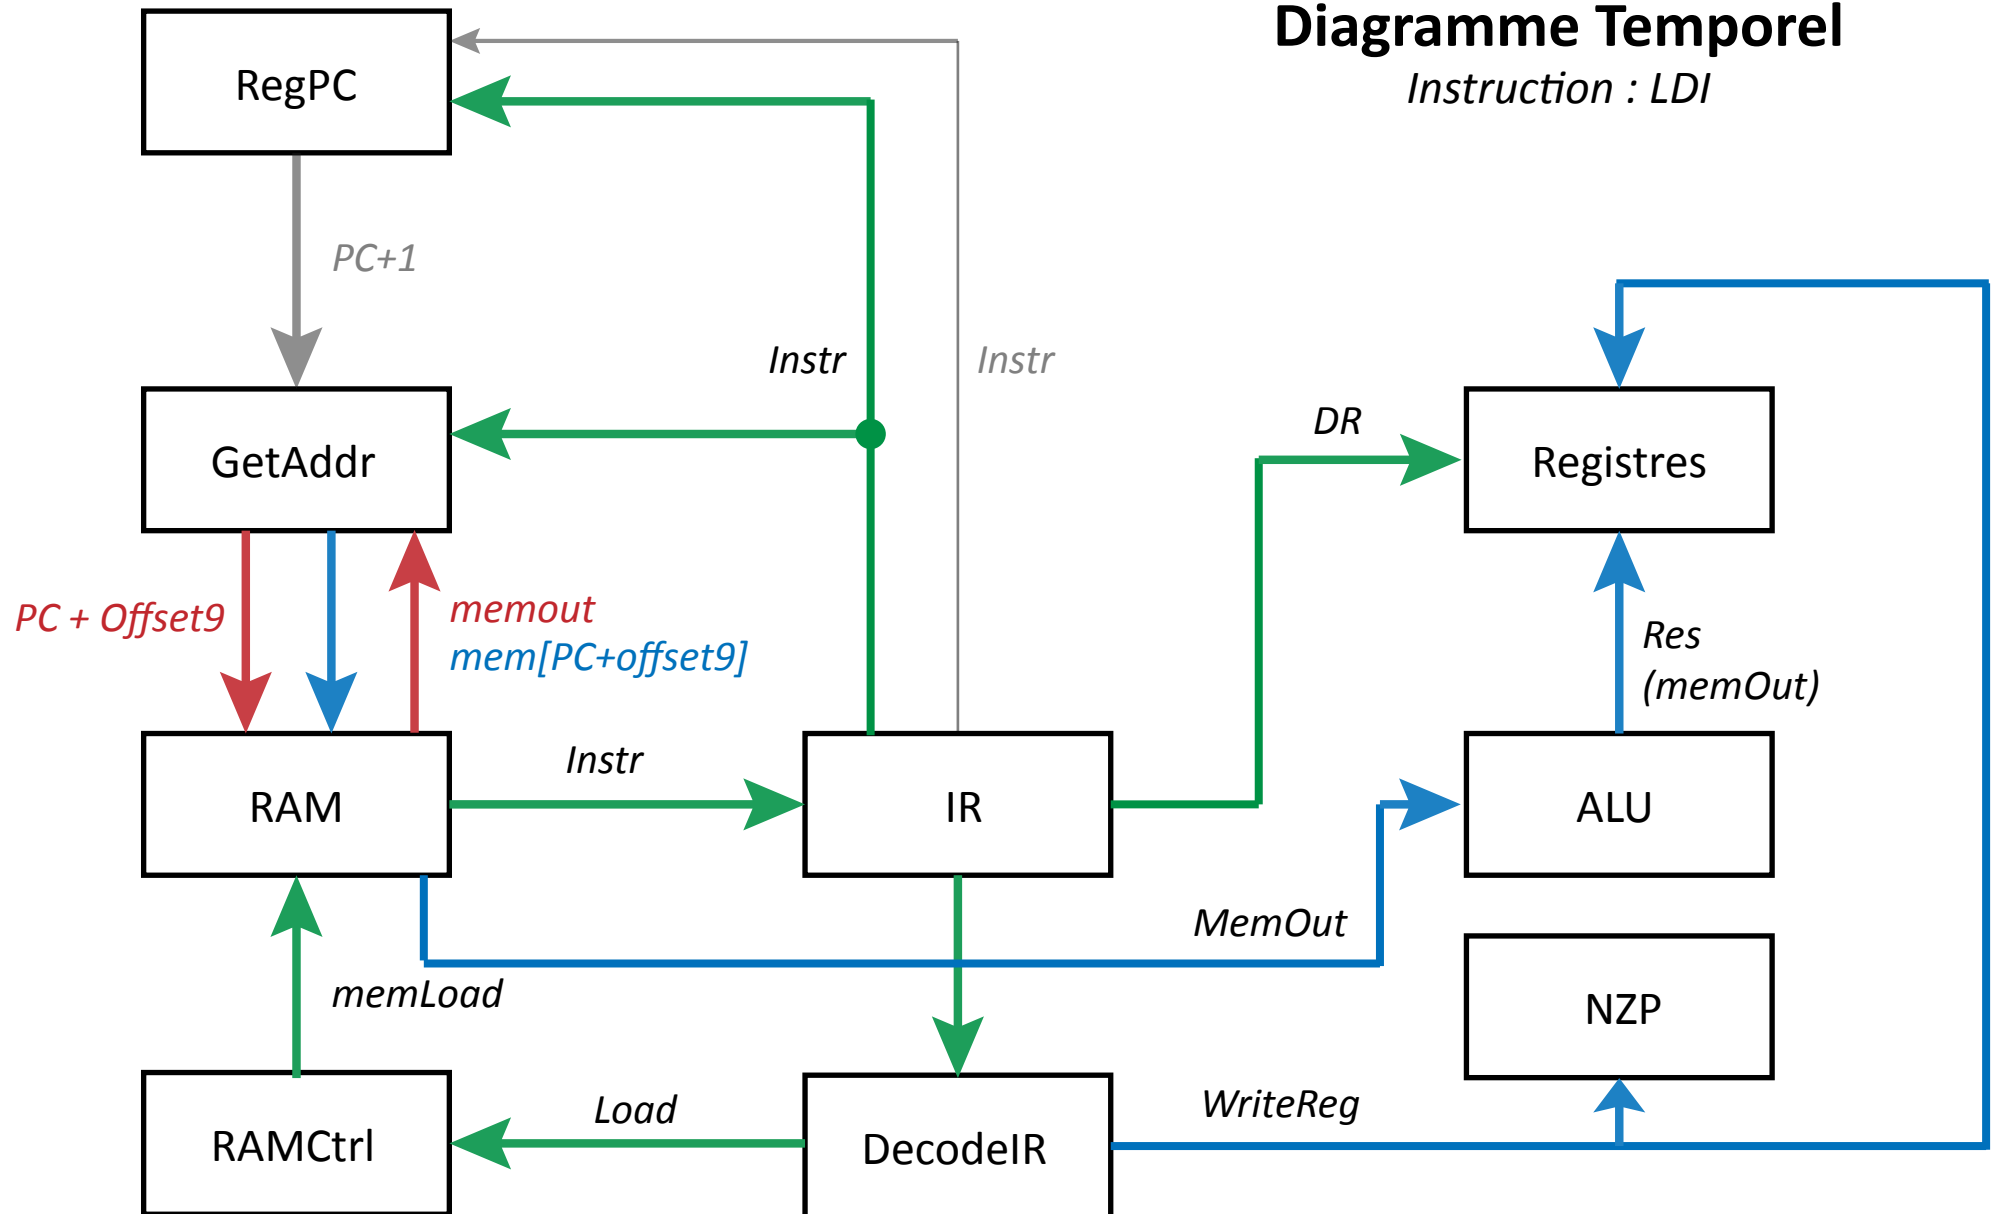 Diagramme Temporel
Instruction : LDI
RegPC
PC+1
Instr
Instr
DR
GetAddr
Registres
PC + Offset9
memout
mem[PC+offset9]
Res
(memOut)
Instr
RAM
IR
ALU
MemOut
memLoad
NZP
Load
WriteReg
RAMCtrl
DecodeIR